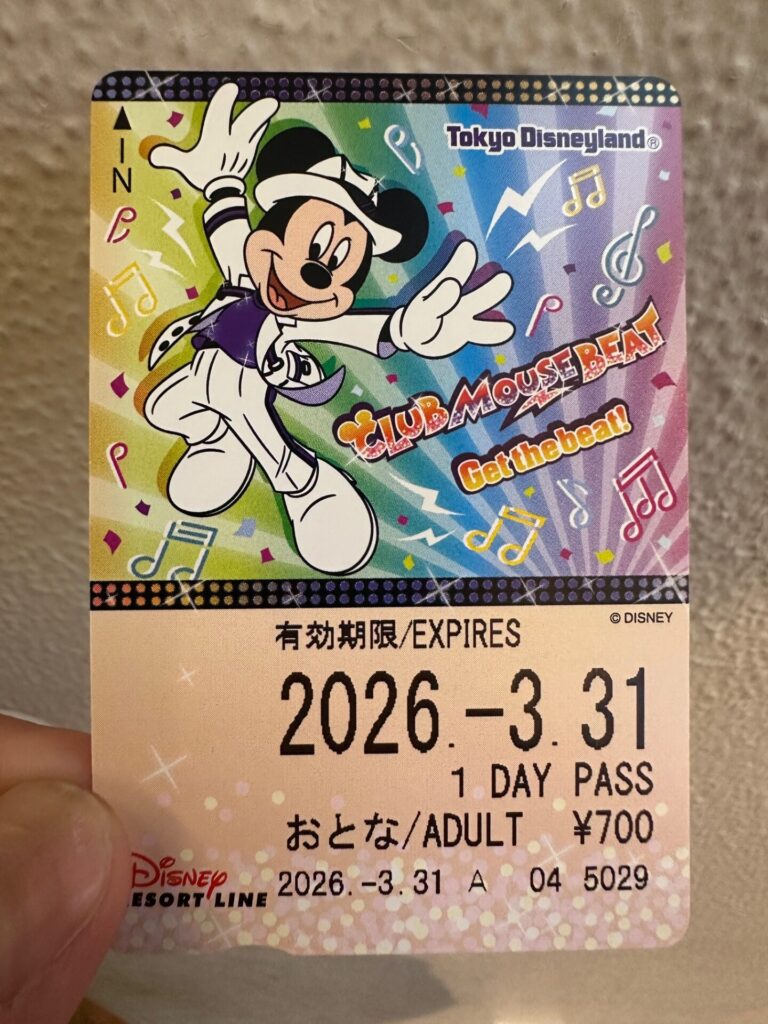 ▲
IN
Tokyo Disneyland®
CLUB MOUSE BEAT
Get the beat!
© DISNEY
有効期限/EXPIRES
2026.-3.31
1 DAY PASS
おとな/ADULT ¥700
DISNEY
RESORT LINE
2026.-3.31 A 04 5029